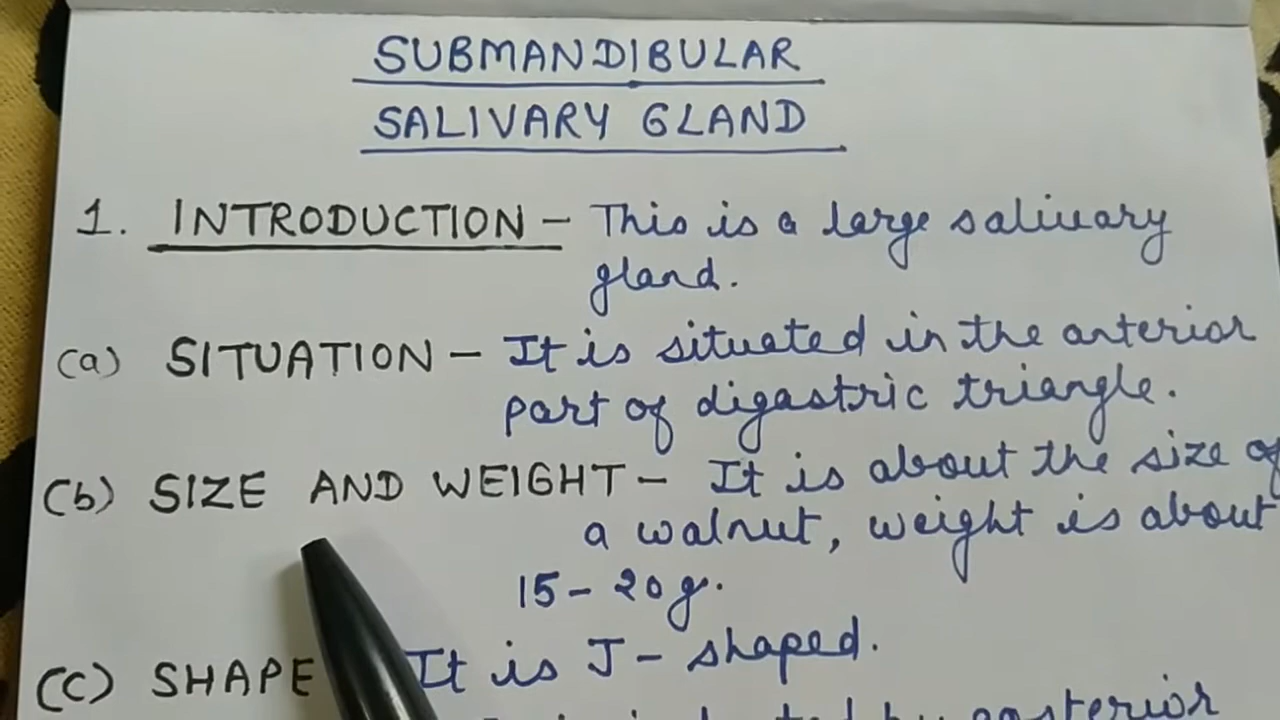 SUBMANDIBULAR
SALIVARY GLAND
1. INTRODUCTION - This is a large salivary
gland.
(a) SITUATION - It is situated in the anterior
part of digastric triangle.
(b) SIZE AND WEIGHT - It is about the size of
a walnut, weight is about
15-20g.
(c) SHAPE It is J-shaped.
by posterior